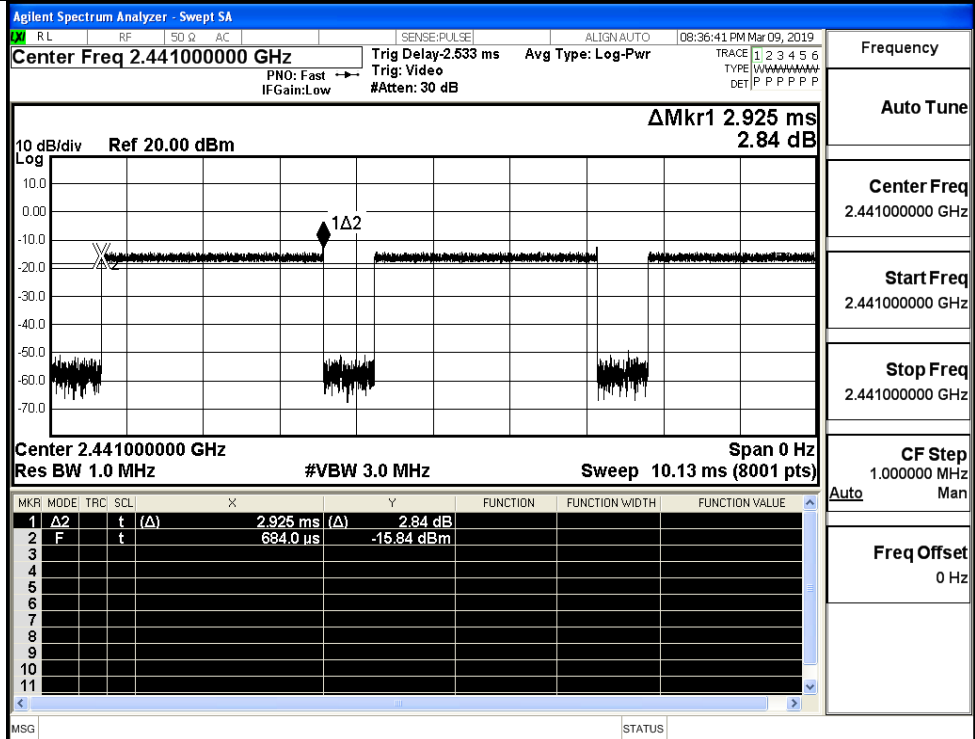 Agilent Spectrum Analyzer - Swept SA
LXI RL RF 50 Ω AC SENSE:PULSE ALIGN AUTO 08:36:41 PM Mar 09, 2019
Center Freq 2.441000000 GHz
PNO: Fast
IFGain:Low
Trig Delay-2.533 ms
Trig: Video
#Atten: 30 dB
Avg Type: Log-Pwr
TRACE 1 2 3 4 5 6
TYPE WWWWWW
DET P P P P P P
ΔMkr1 2.925 ms
2.84 dB
10 dB/div Ref 20.00 dBm
Log
10.0
0.00
-10.0
-20.0
-30.0
-40.0
-50.0
-60.0
-70.0
1Δ2
2
Center 2.441000000 GHz Span 0 Hz
Res BW 1.0 MHz #VBW 3.0 MHz Sweep 10.13 ms (8001 pts)
MKR MODE TRC SCL X Y FUNCTION FUNCTION WIDTH FUNCTION VALUE
1 Δ2 t (Δ) 2.925 ms (Δ) 2.84 dB
2 F t 684.0 µs -15.84 dBm
3
4
5
6
7
8
9
10
11
MSG STATUS
Frequency
Auto Tune
Center Freq
2.441000000 GHz
Start Freq
2.441000000 GHz
Stop Freq
2.441000000 GHz
CF Step
1.000000 MHz
Auto Man
Freq Offset
0 Hz